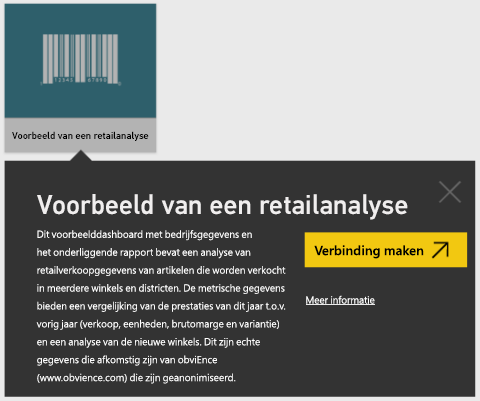 12345 67890
Voorbeeld van een retailanalyse
Voorbeeld van een retailanalyse
Dit voorbeelddashboard met bedrijfsgegevens en
het onderliggende rapport bevat een analyse van
retailverkoopgegevens van artikelen die worden verkocht
in meerdere winkels en districten. De metrische gegevens
bieden een vergelijking van de prestaties van dit jaar t.o.v.
vorig jaar (verkoop, eenheden, brutomarge en variantie)
en een analyse van de nieuwe winkels. Dit zijn echte
gegevens die afkomstig zijn van obviEnce
(www.obvience.com) die zijn geanonimiseerd.
Verbinding maken
Meer informatie